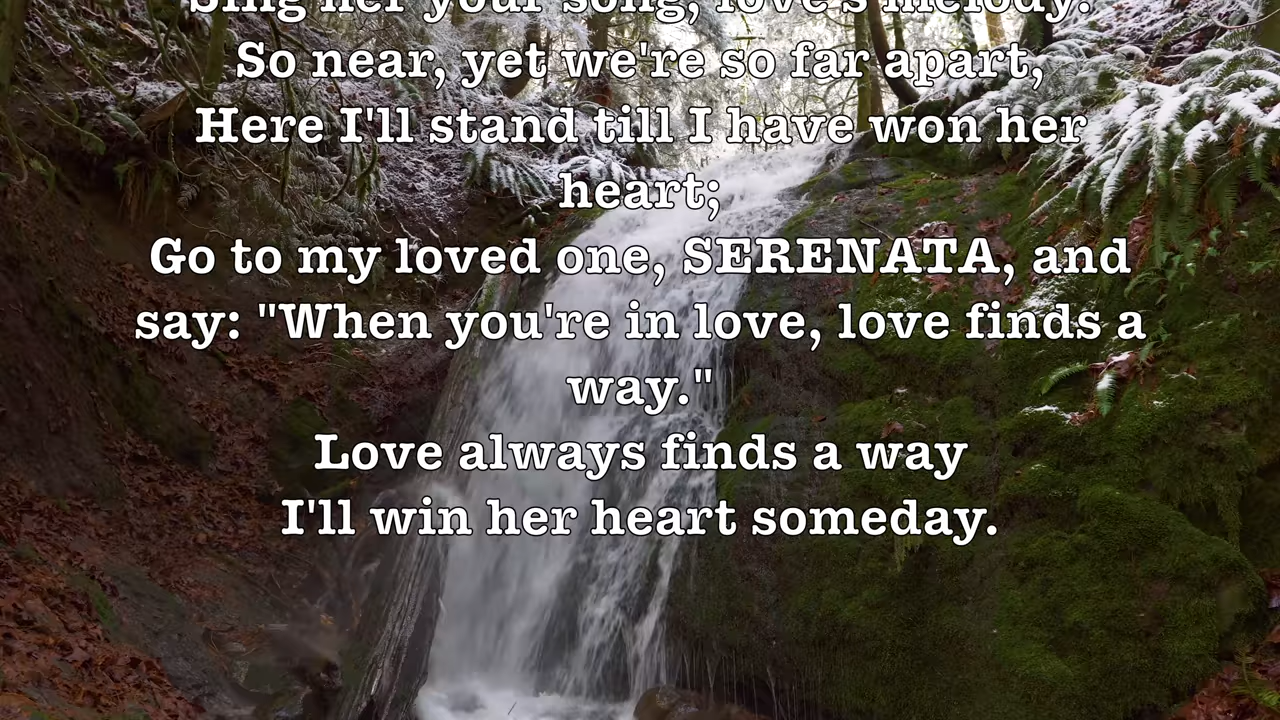 Sing her your song, love's melody.
So near, yet we're so far apart,
Here I'll stand till I have won her
heart;
Go to my loved one, SERENATA, and
say: "When you're in love, love finds a
way."
Love always finds a way
I'll win her heart someday.